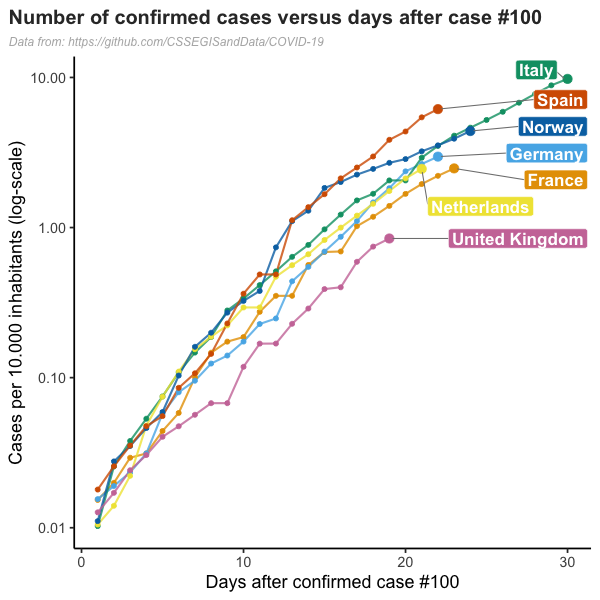 Number of confirmed cases versus days after case #100
Data from: https://github.com/CSSEGISandData/COVID-19
Cases per 10.000 inhabitants (log-scale)
10.00
1.00
0.10
0.01
Italy
Spain
Norway
Germany
France
Netherlands
United Kingdom
0
10
20
30
Days after confirmed case #100